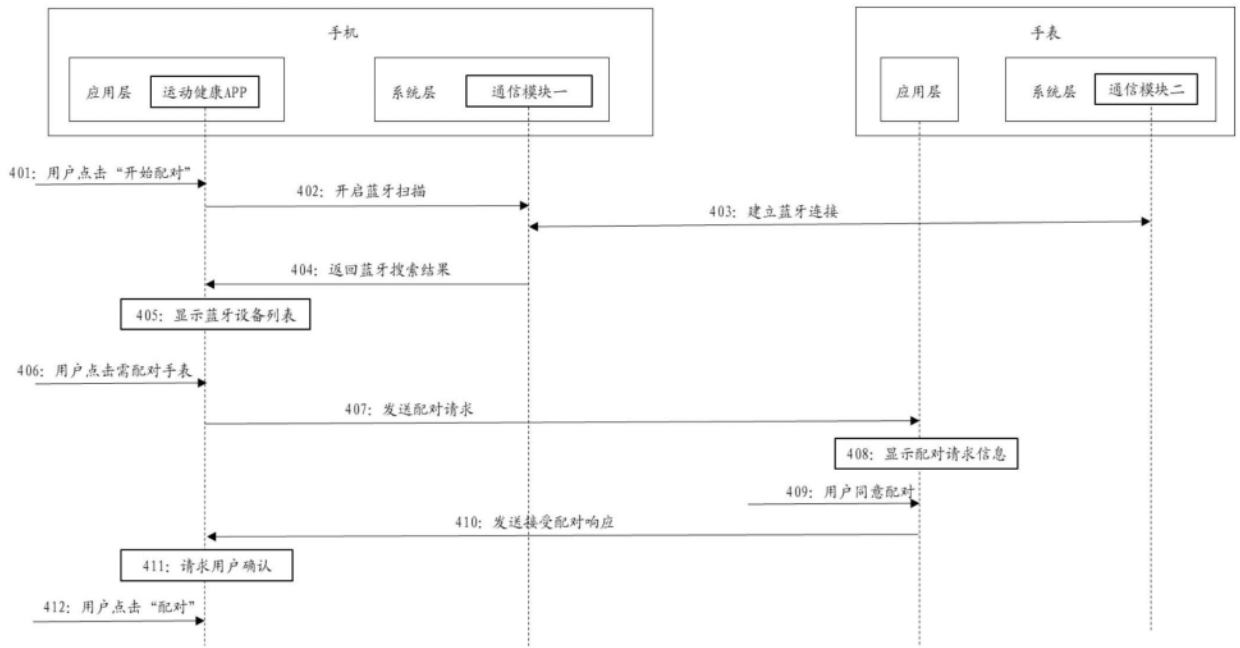 手机
手表
应用层
运动健康APP
系统层
通信模块一
应用层
系统层
通信模块二
401：用户点击“开始配对”
402：开启蓝牙扫描
403：建立蓝牙连接
404：返回蓝牙搜索结果
405：显示蓝牙设备列表
406：用户点击需配对手表
407：发送配对请求
408：显示配对请求信息
409：用户同意配对
410：发送接受配对响应
411：请求用户确认
412：用户点击“配对”